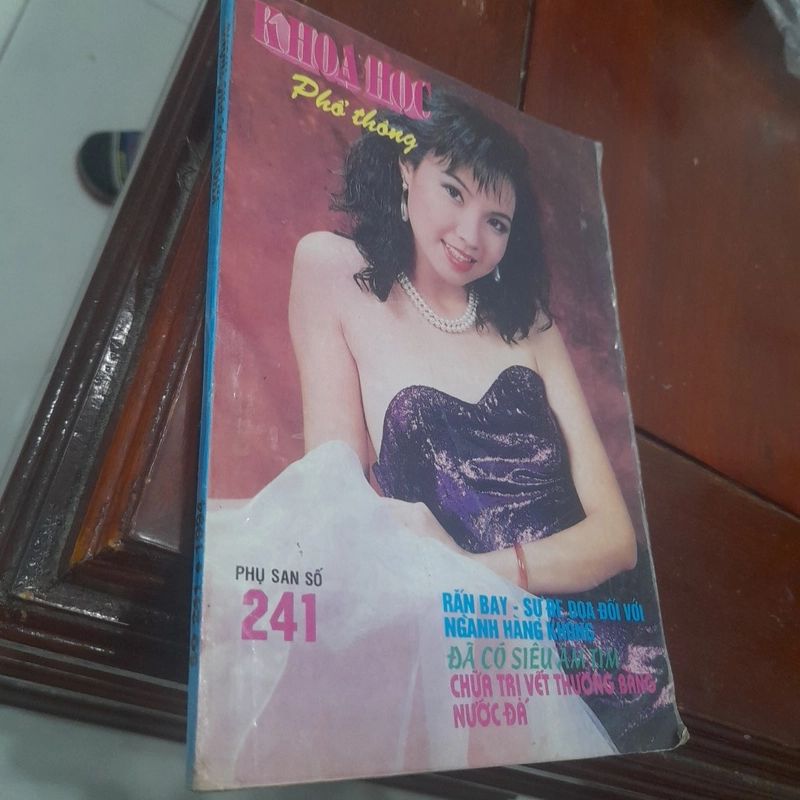 KHOA HỌC
Phổ thông
PHỤ SAN SỐ
241
RẮN BAY - SỰ ĐE DỌA ĐỐI VỚI
NGÀNH HÀNG KHÔNG
ĐÃ CÓ SIÊU ÂM TIM
CHỮA TRỊ VẾT THƯƠNG BẰNG
NƯỚC ĐÁ